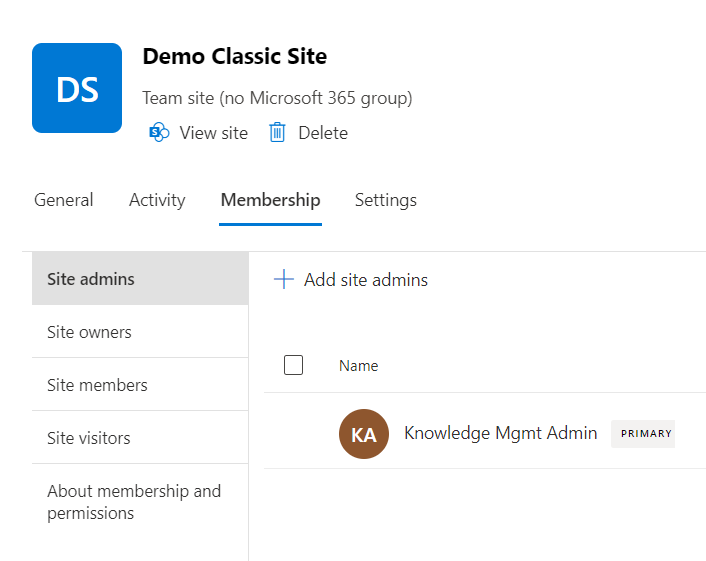 DS
Demo Classic Site
Team site (no Microsoft 365 group)
S View site Delete
General Activity Membership Settings
Site admins
Site owners
Site members
Site visitors
About membership and
permissions
Add site admins
Name
KA Knowledge Mgmt Admin PRIMARY